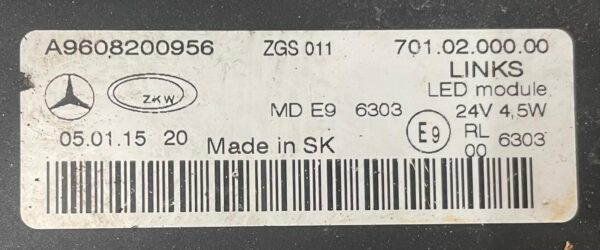 A9608200956 ZGS 011 701.02.000.00
LINKS
ZKW LED module
MD E9 6303 24V 4,5W
05.01.15 20 Made in SK E9 RL 6303
00